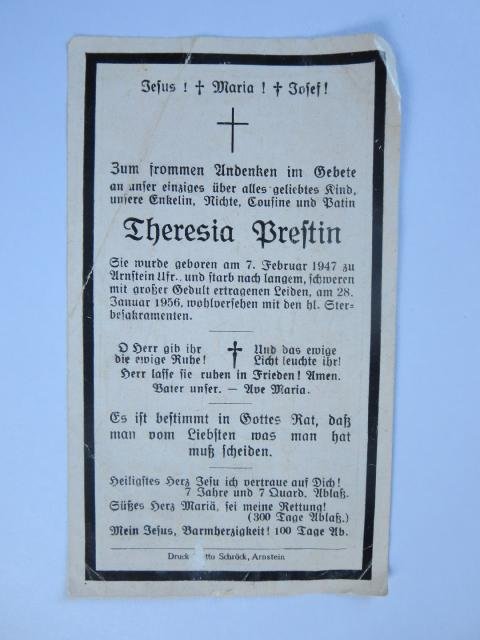 Jesus! † Maria! † Josef!
Zum frommen Andenken im Gebete
an unser einziges über alles geliebtes Kind,
unsere Enkelin, Nichte, Cousine und Patin
Theresia Prestin
Sie wurde geboren am 7. Februar 1947 zu
Arnstein Ufr. und starb nach langem, schweren
mit großer Gedult ertragenen Leiden, am 28.
Januar 1956, wohlversehen mit den hl. Ster-
besakramenten.
O Herr gib ihr † Und das ewige
die ewige Ruhe! Licht leuchte ihr!
Herr lasse sie ruhen in Frieden! Amen.
Vater unser. — Ave Maria.
Es ist bestimmt in Gottes Rat, daß
man vom Liebsten was man hat
muß scheiden.
Heiligstes Herz Jesu ich vertraue auf Dich!
7 Jahre und 7 Quard. Ablaß.
Süßes Herz Mariä, sei meine Rettung!
(300 Tage Ablaß.)
Mein Jesus, Barmherzigkeit! 100 Tage Ab.
Druck Schröck, Arnstein